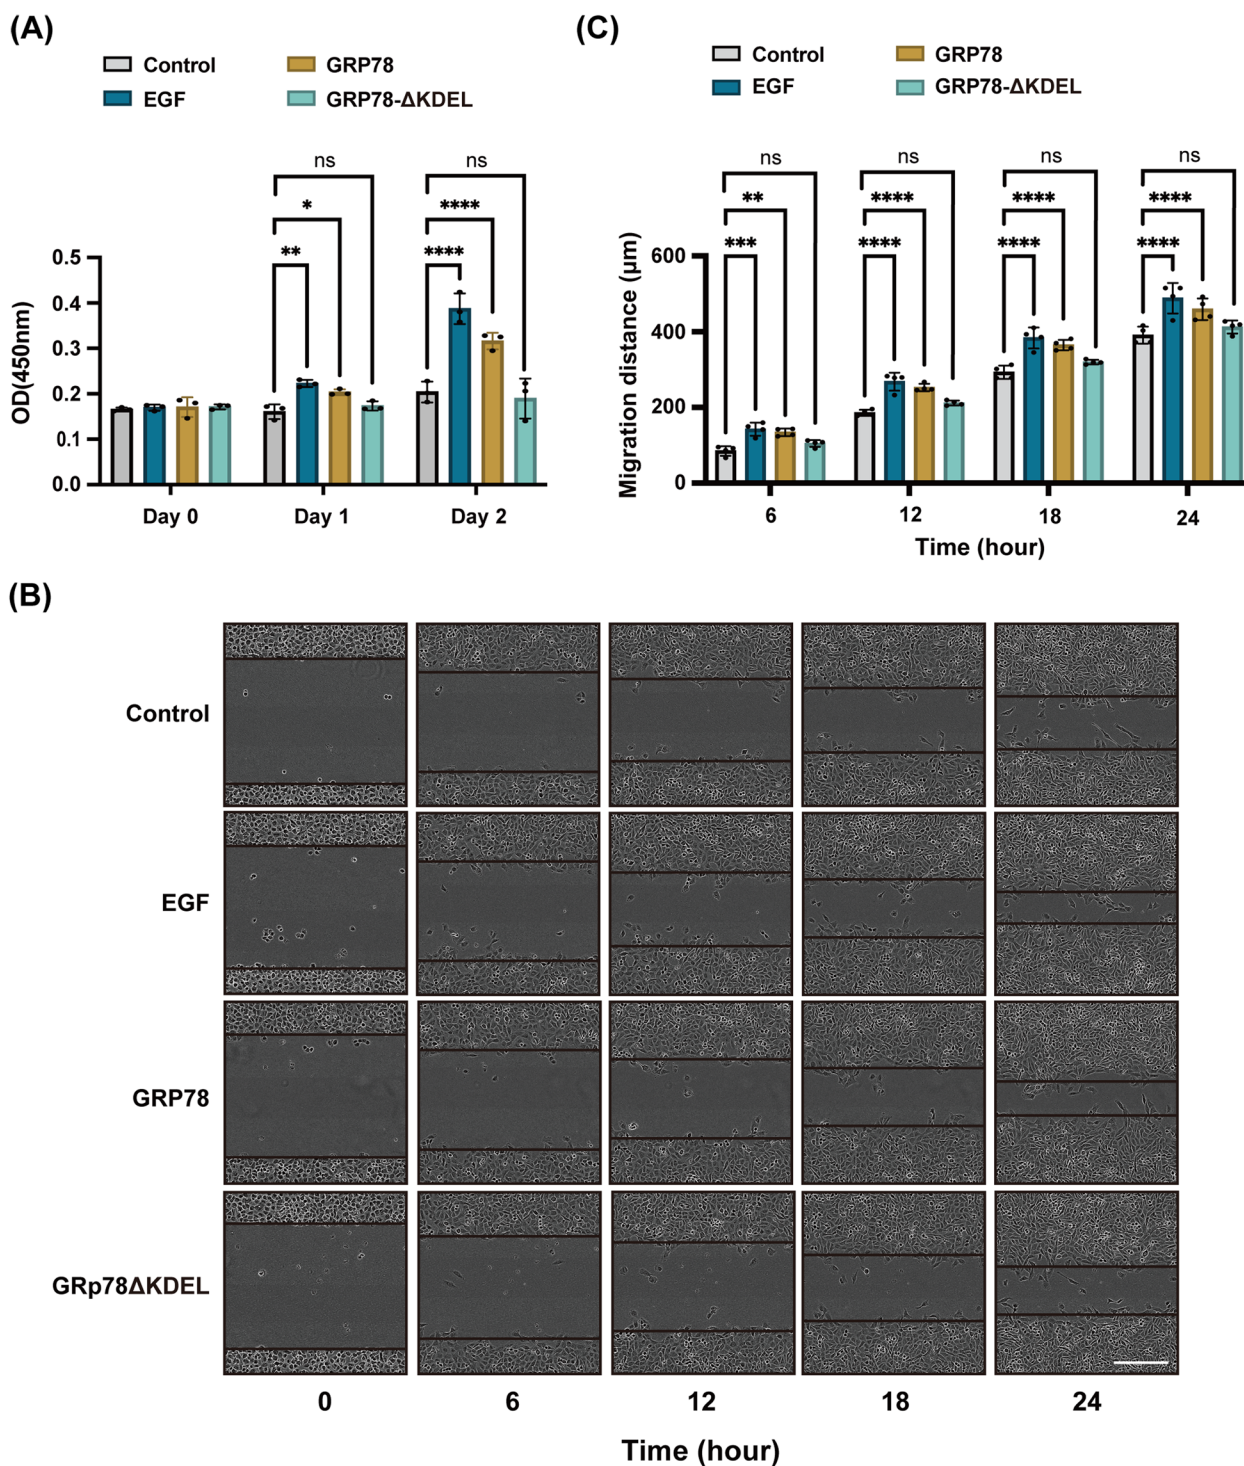 (A)
Control
GRP78
EGF
GRP78-ΔKDEL
ns
ns
*
****
**
****
OD(450nm)
0.5
0.4
0.3
0.2
0.1
0.0
Day 0
Day 1
Day 2
(C)
Control
GRP78
EGF
GRP78-ΔKDEL
ns
ns
ns
ns
**
****
****
****
***
****
****
****
Migration distance (µm)
600
400
200
0
6
12
18
24
Time (hour)
(B)
Control
EGF
GRP78
GRp78ΔKDEL
0
6
12
18
24
Time (hour)